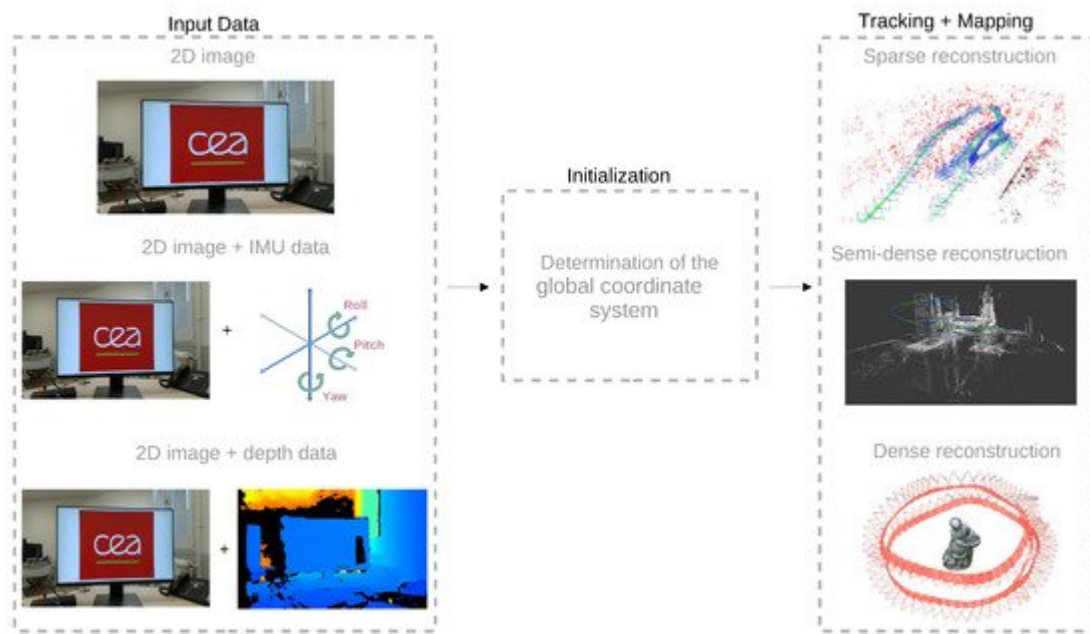 Input Data
2D image
cea
2D image + IMU data
cea
+
Roll
Pitch
Yaw
2D image + depth data
cea
+
Initialization
Determination of the
global coordinate
system
Tracking + Mapping
Sparse reconstruction
Semi-dense reconstruction
Dense reconstruction